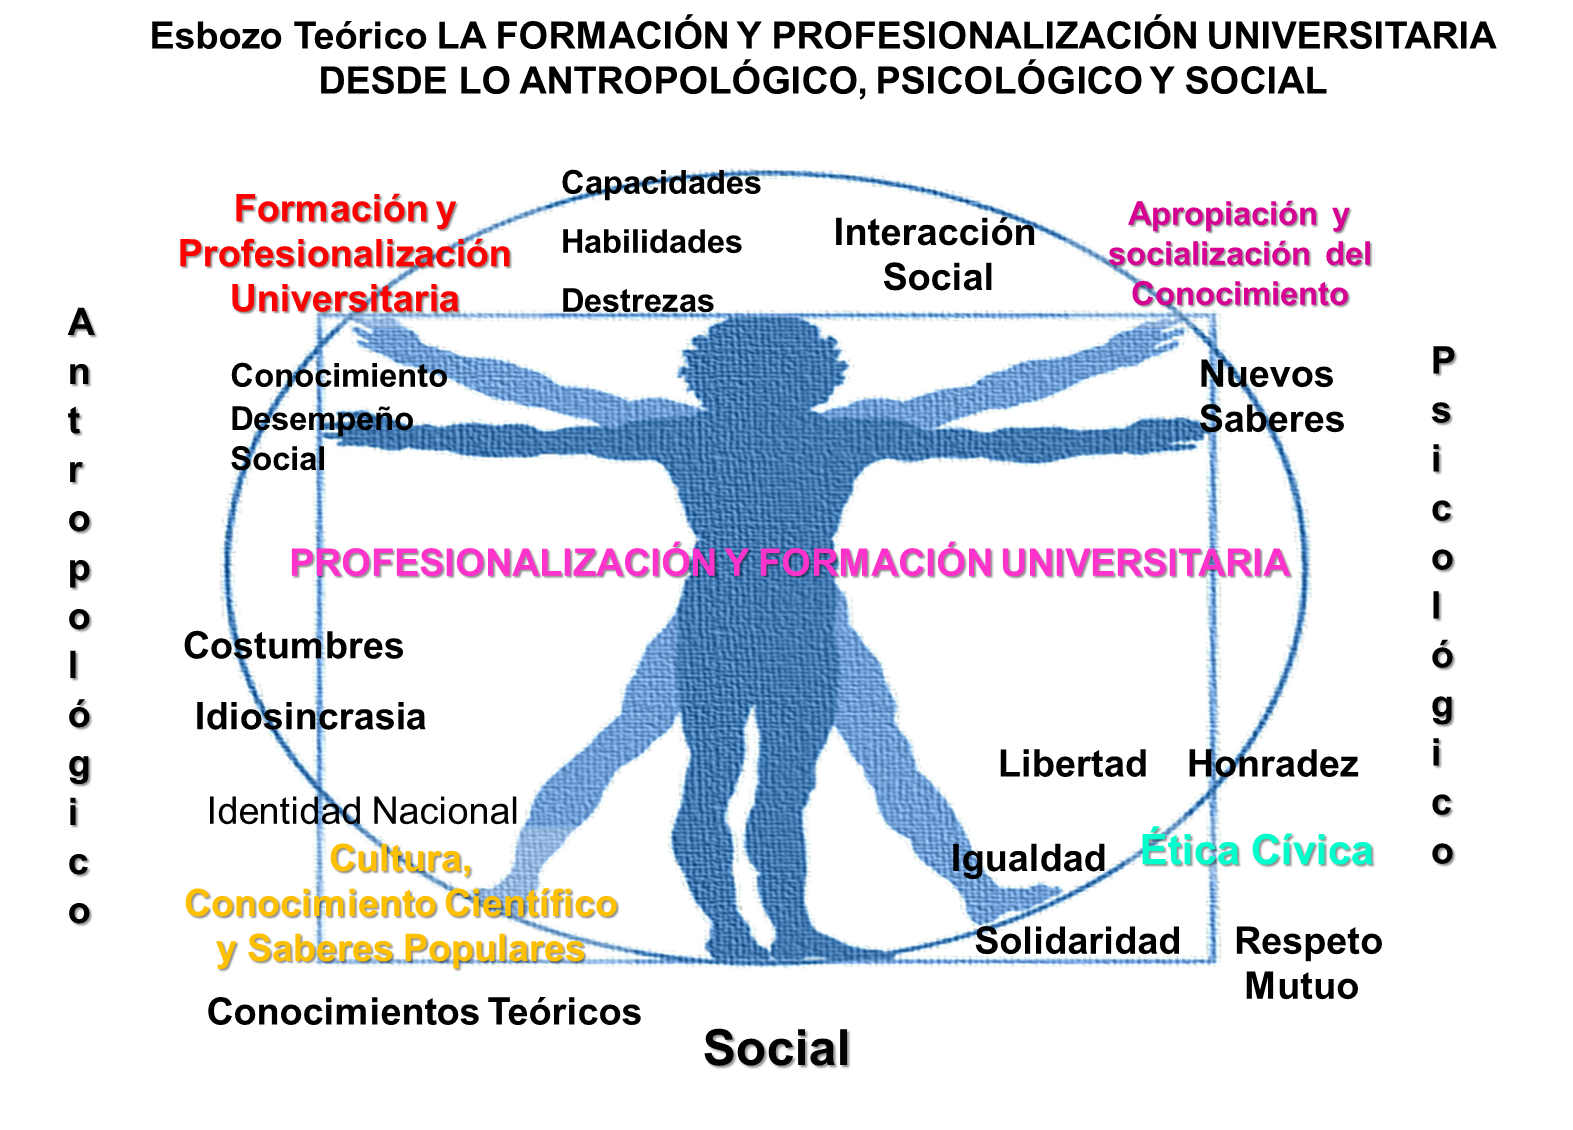 Esbozo Teórico LA FORMACIÓN Y PROFESIONALIZACIÓN UNIVERSITARIA
DESDE LO ANTROPOLÓGICO, PSICOLÓGICO Y SOCIAL
Formación y
Profesionalización
Universitaria
Capacidades
Habilidades
Destrezas
Interacción
Social
Apropiación y
socialización del
Conocimiento
Antropológico
Conocimiento
Desempeño
Social
Nuevos
Saberes
Psicológico
PROFESIONALIZACIÓN Y FORMACIÓN UNIVERSITARIA
Costumbres
Idiosincrasia
Identidad Nacional
Cultura,
Conocimiento Científico
y Saberes Populares
Conocimientos Teóricos
Libertad
Honradez
Igualdad
Ética Cívica
Solidaridad
Respeto
Mutuo
Social